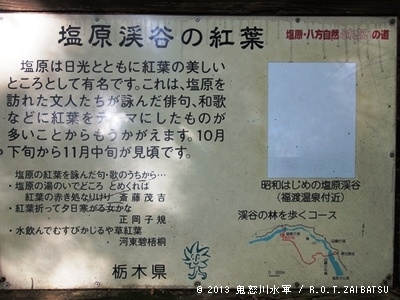 塩原渓谷の紅葉
塩原・八方自然
の道
塩原は日光とともに紅葉の美しい
ところとして有名です。これは、塩原を
訪れた文人たちが詠んだ俳句、和歌
などに紅葉をテーマにしたものが
多いことからもうかがえます。10月
下旬から11月中旬が見頃です。
塩原の紅葉を詠んだ句・歌のうちから…
・塩原の湯のいでどころ とめくれば
紅葉の赤き処なりけり 斎藤茂吉
・紅葉折って夕日寒がる女かな
正岡子規
・水飲んでむすびかじるや草紅葉
河東碧梧桐
栃木県
昭和はじめの塩原渓谷
(福渡温泉付近)
渓谷の林を歩くコース
© 2013 鬼怒川水軍 / R.O.T.ZAIBATSU